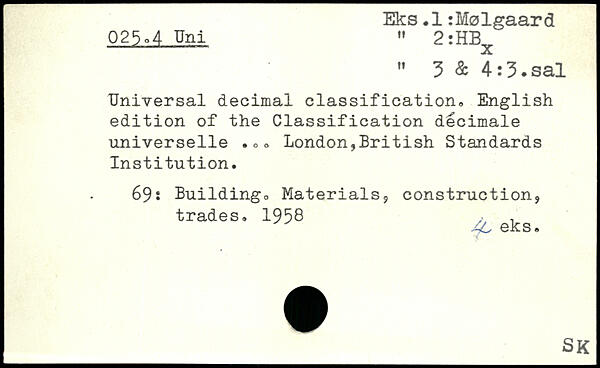 025.4 Uni
Eks.1:Mølgaard
" 2:HBx
" 3 & 4:3.sal
Universal decimal classification. English
edition of the Classification décimale
universelle ... London,British Standards
Institution.
69: Building. Materials, construction,
trades. 1958
4 eks.
SK